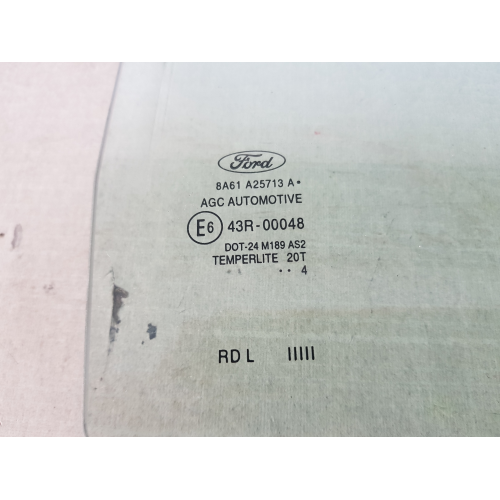 Ford
8A61 A25713 A•
AGC AUTOMOTIVE
E6 43R-00048
DOT-24 M189 AS2
TEMPERLITE 20T
•• 4
RD L IIIII